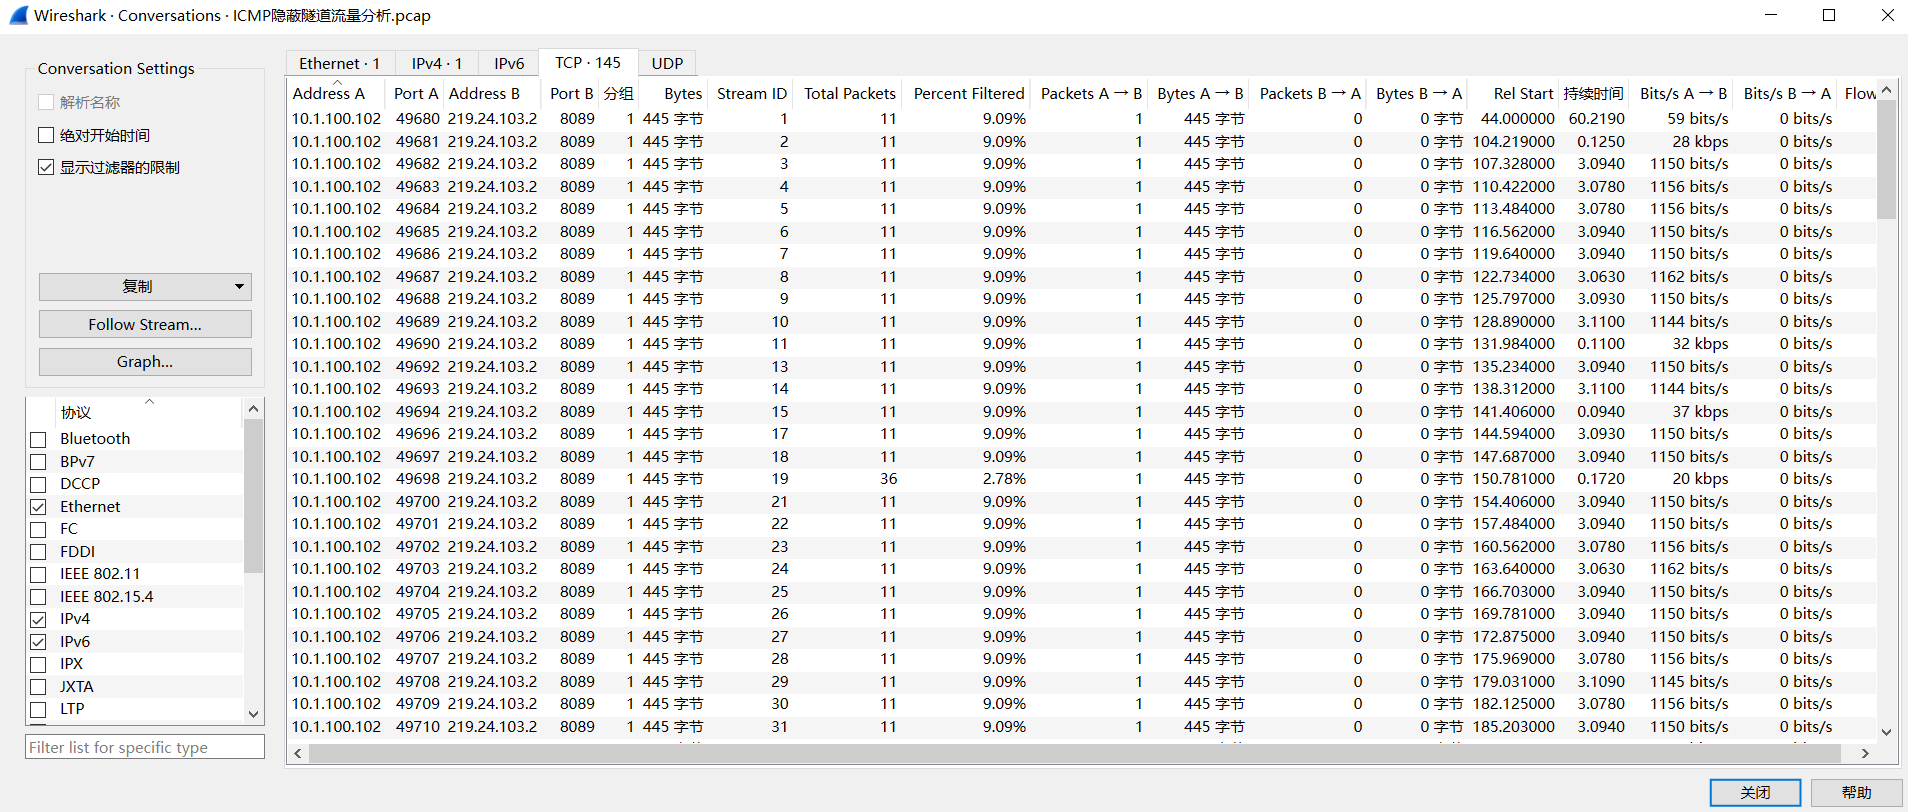 Wireshark · Conversations · ICMP隐蔽隧道流量分析.pcap
Conversation Settings
解析名称
绝对开始时间
显示过滤器的限制
复制
Follow Stream...
Graph...
协议
Bluetooth
BPv7
DCCP
Ethernet
FC
FDDI
IEEE 802.11
IEEE 802.15.4
IPv4
IPv6
IPX
JXTA
LTP
Filter list for specific type
Ethernet · 1 IPv4 · 1 IPv6 TCP · 145 UDP
Address A Port A Address B Port B 分组 Bytes Stream ID Total Packets Percent Filtered Packets A → B Bytes A → B Packets B → A Bytes B → A Rel Start 持续时间 Bits/s A → B Bits/s B → A Flow
10.1.100.102 49680 219.24.103.2 8089 1 445 字节 1 11 9.09% 1 445 字节 0 0 字节 44.000000 60.2190 59 bits/s 0 bits/s
10.1.100.102 49681 219.24.103.2 8089 1 445 字节 2 11 9.09% 1 445 字节 0 0 字节 104.219000 0.1250 28 kbps 0 bits/s
10.1.100.102 49682 219.24.103.2 8089 1 445 字节 3 11 9.09% 1 445 字节 0 0 字节 107.328000 3.0940 1150 bits/s 0 bits/s
10.1.100.102 49683 219.24.103.2 8089 1 445 字节 4 11 9.09% 1 445 字节 0 0 字节 110.422000 3.0780 1156 bits/s 0 bits/s
10.1.100.102 49684 219.24.103.2 8089 1 445 字节 5 11 9.09% 1 445 字节 0 0 字节 113.484000 3.0780 1156 bits/s 0 bits/s
10.1.100.102 49685 219.24.103.2 8089 1 445 字节 6 11 9.09% 1 445 字节 0 0 字节 116.562000 3.0940 1150 bits/s 0 bits/s
10.1.100.102 49686 219.24.103.2 8089 1 445 字节 7 11 9.09% 1 445 字节 0 0 字节 119.640000 3.0940 1150 bits/s 0 bits/s
10.1.100.102 49687 219.24.103.2 8089 1 445 字节 8 11 9.09% 1 445 字节 0 0 字节 122.734000 3.0630 1162 bits/s 0 bits/s
10.1.100.102 49688 219.24.103.2 8089 1 445 字节 9 11 9.09% 1 445 字节 0 0 字节 125.797000 3.0930 1150 bits/s 0 bits/s
10.1.100.102 49689 219.24.103.2 8089 1 445 字节 10 11 9.09% 1 445 字节 0 0 字节 128.890000 3.1100 1144 bits/s 0 bits/s
10.1.100.102 49690 219.24.103.2 8089 1 445 字节 11 11 9.09% 1 445 字节 0 0 字节 131.984000 0.1100 32 kbps 0 bits/s
10.1.100.102 49692 219.24.103.2 8089 1 445 字节 13 11 9.09% 1 445 字节 0 0 字节 135.234000 3.0940 1150 bits/s 0 bits/s
10.1.100.102 49693 219.24.103.2 8089 1 445 字节 14 11 9.09% 1 445 字节 0 0 字节 138.312000 3.1100 1144 bits/s 0 bits/s
10.1.100.102 49694 219.24.103.2 8089 1 445 字节 15 11 9.09% 1 445 字节 0 0 字节 141.406000 0.0940 37 kbps 0 bits/s
10.1.100.102 49696 219.24.103.2 8089 1 445 字节 17 11 9.09% 1 445 字节 0 0 字节 144.594000 3.0930 1150 bits/s 0 bits/s
10.1.100.102 49697 219.24.103.2 8089 1 445 字节 18 11 9.09% 1 445 字节 0 0 字节 147.687000 3.0940 1150 bits/s 0 bits/s
10.1.100.102 49698 219.24.103.2 8089 1 445 字节 19 36 2.78% 1 445 字节 0 0 字节 150.781000 0.1720 20 kbps 0 bits/s
10.1.100.102 49700 219.24.103.2 8089 1 445 字节 21 11 9.09% 1 445 字节 0 0 字节 154.406000 3.0940 1150 bits/s 0 bits/s
10.1.100.102 49701 219.24.103.2 8089 1 445 字节 22 11 9.09% 1 445 字节 0 0 字节 157.484000 3.0940 1150 bits/s 0 bits/s
10.1.100.102 49702 219.24.103.2 8089 1 445 字节 23 11 9.09% 1 445 字节 0 0 字节 160.562000 3.0780 1156 bits/s 0 bits/s
10.1.100.102 49703 219.24.103.2 8089 1 445 字节 24 11 9.09% 1 445 字节 0 0 字节 163.640000 3.0630 1162 bits/s 0 bits/s
10.1.100.102 49704 219.24.103.2 8089 1 445 字节 25 11 9.09% 1 445 字节 0 0 字节 166.703000 3.0940 1150 bits/s 0 bits/s
10.1.100.102 49705 219.24.103.2 8089 1 445 字节 26 11 9.09% 1 445 字节 0 0 字节 169.781000 3.0940 1150 bits/s 0 bits/s
10.1.100.102 49706 219.24.103.2 8089 1 445 字节 27 11 9.09% 1 445 字节 0 0 字节 172.875000 3.0940 1150 bits/s 0 bits/s
10.1.100.102 49707 219.24.103.2 8089 1 445 字节 28 11 9.09% 1 445 字节 0 0 字节 175.969000 3.0780 1156 bits/s 0 bits/s
10.1.100.102 49708 219.24.103.2 8089 1 445 字节 29 11 9.09% 1 445 字节 0 0 字节 179.031000 3.1090 1145 bits/s 0 bits/s
10.1.100.102 49709 219.24.103.2 8089 1 445 字节 30 11 9.09% 1 445 字节 0 0 字节 182.125000 3.0780 1156 bits/s 0 bits/s
10.1.100.102 49710 219.24.103.2 8089 1 445 字节 31 11 9.09% 1 445 字节 0 0 字节 185.203000 3.0940 1150 bits/s 0 bits/s
关闭 帮助